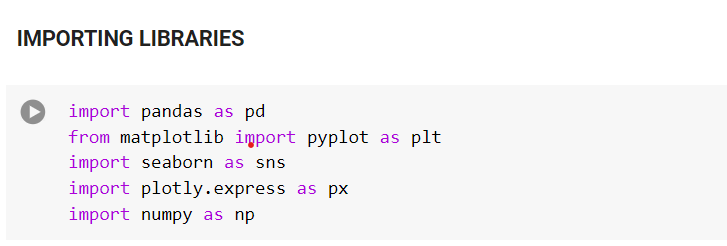 IMPORTING LIBRARIES
import pandas as pd
from matplotlib import pyplot as plt
import seaborn as sns
import plotly.express as px
import numpy as np